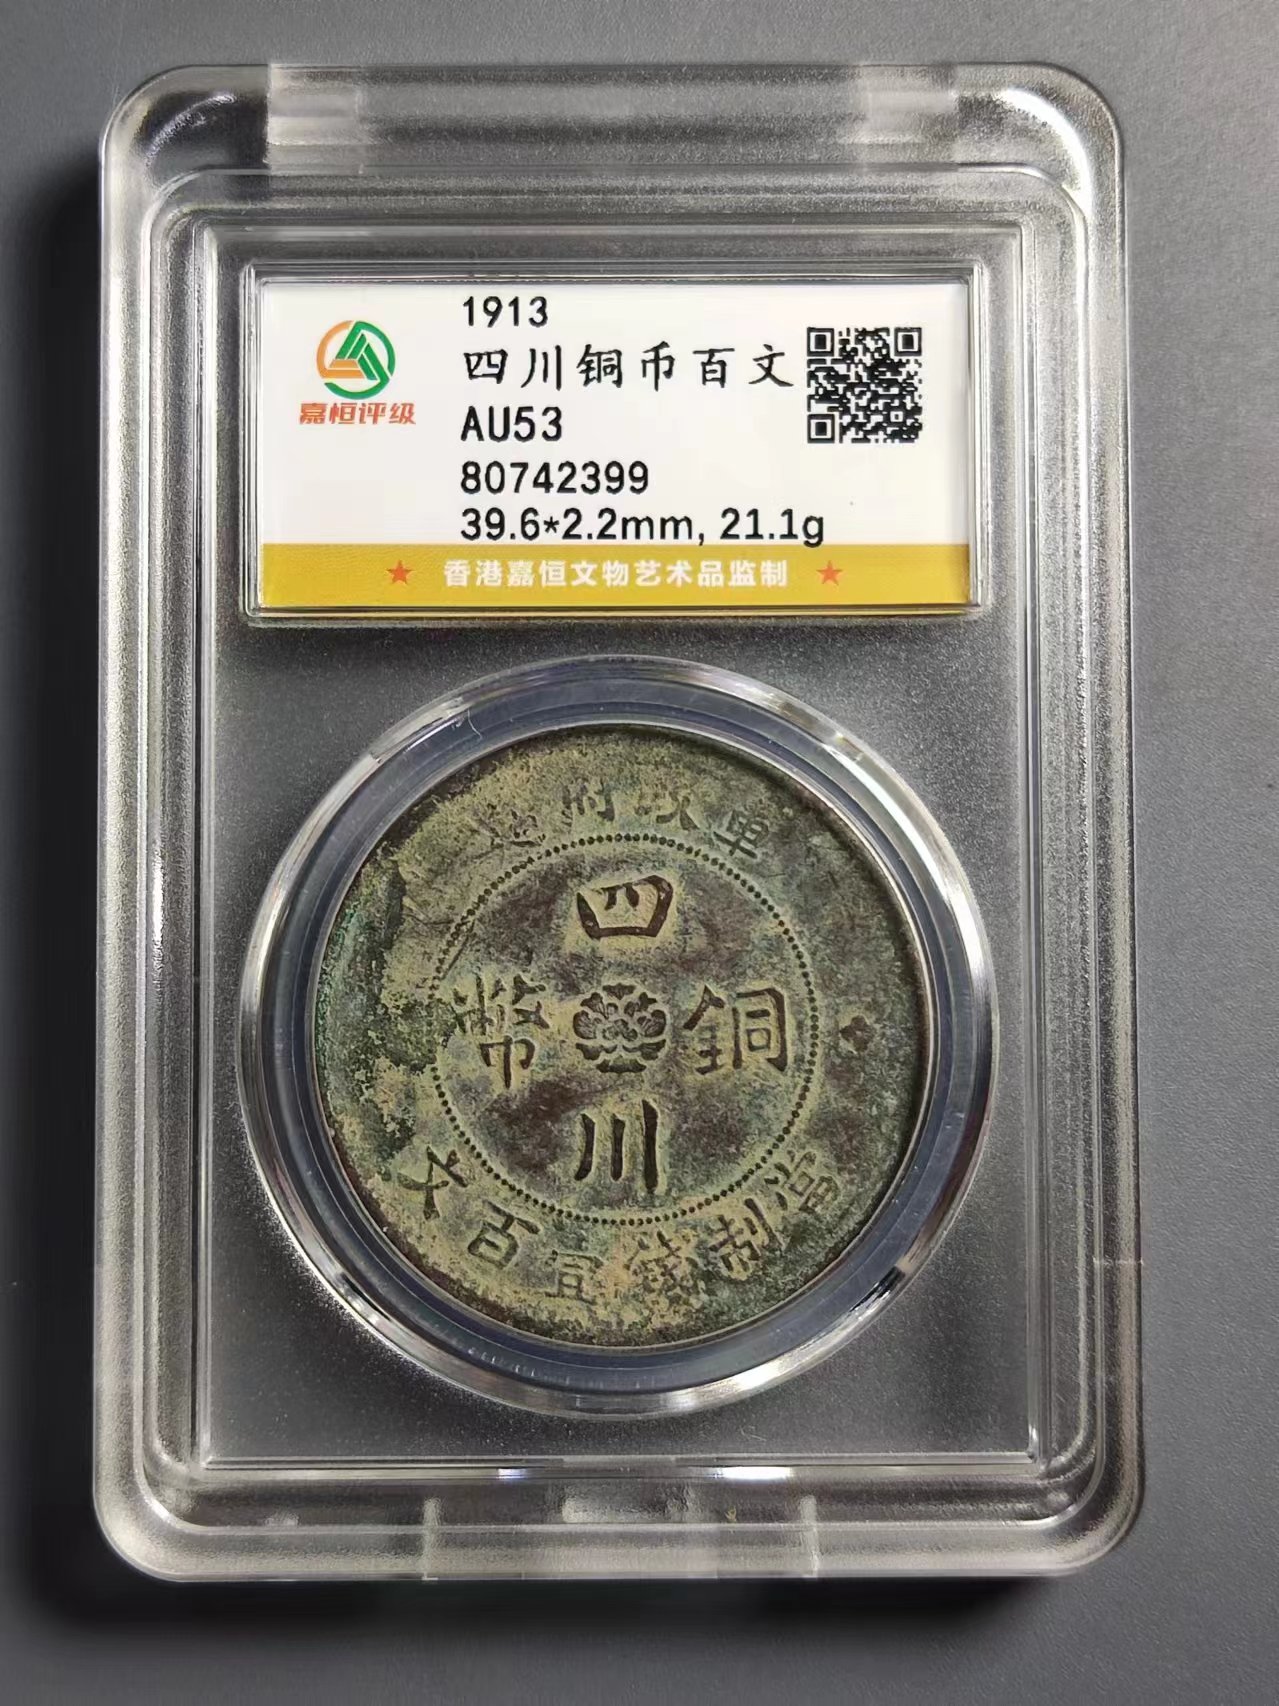 1913
四川铜币百文
AU53
80742399
39.6*2.2mm, 21.1g
嘉恒评级
★ 香港嘉恒文物艺术品监制 ★
軍政府造
四川
銅幣
當制錢壹百文